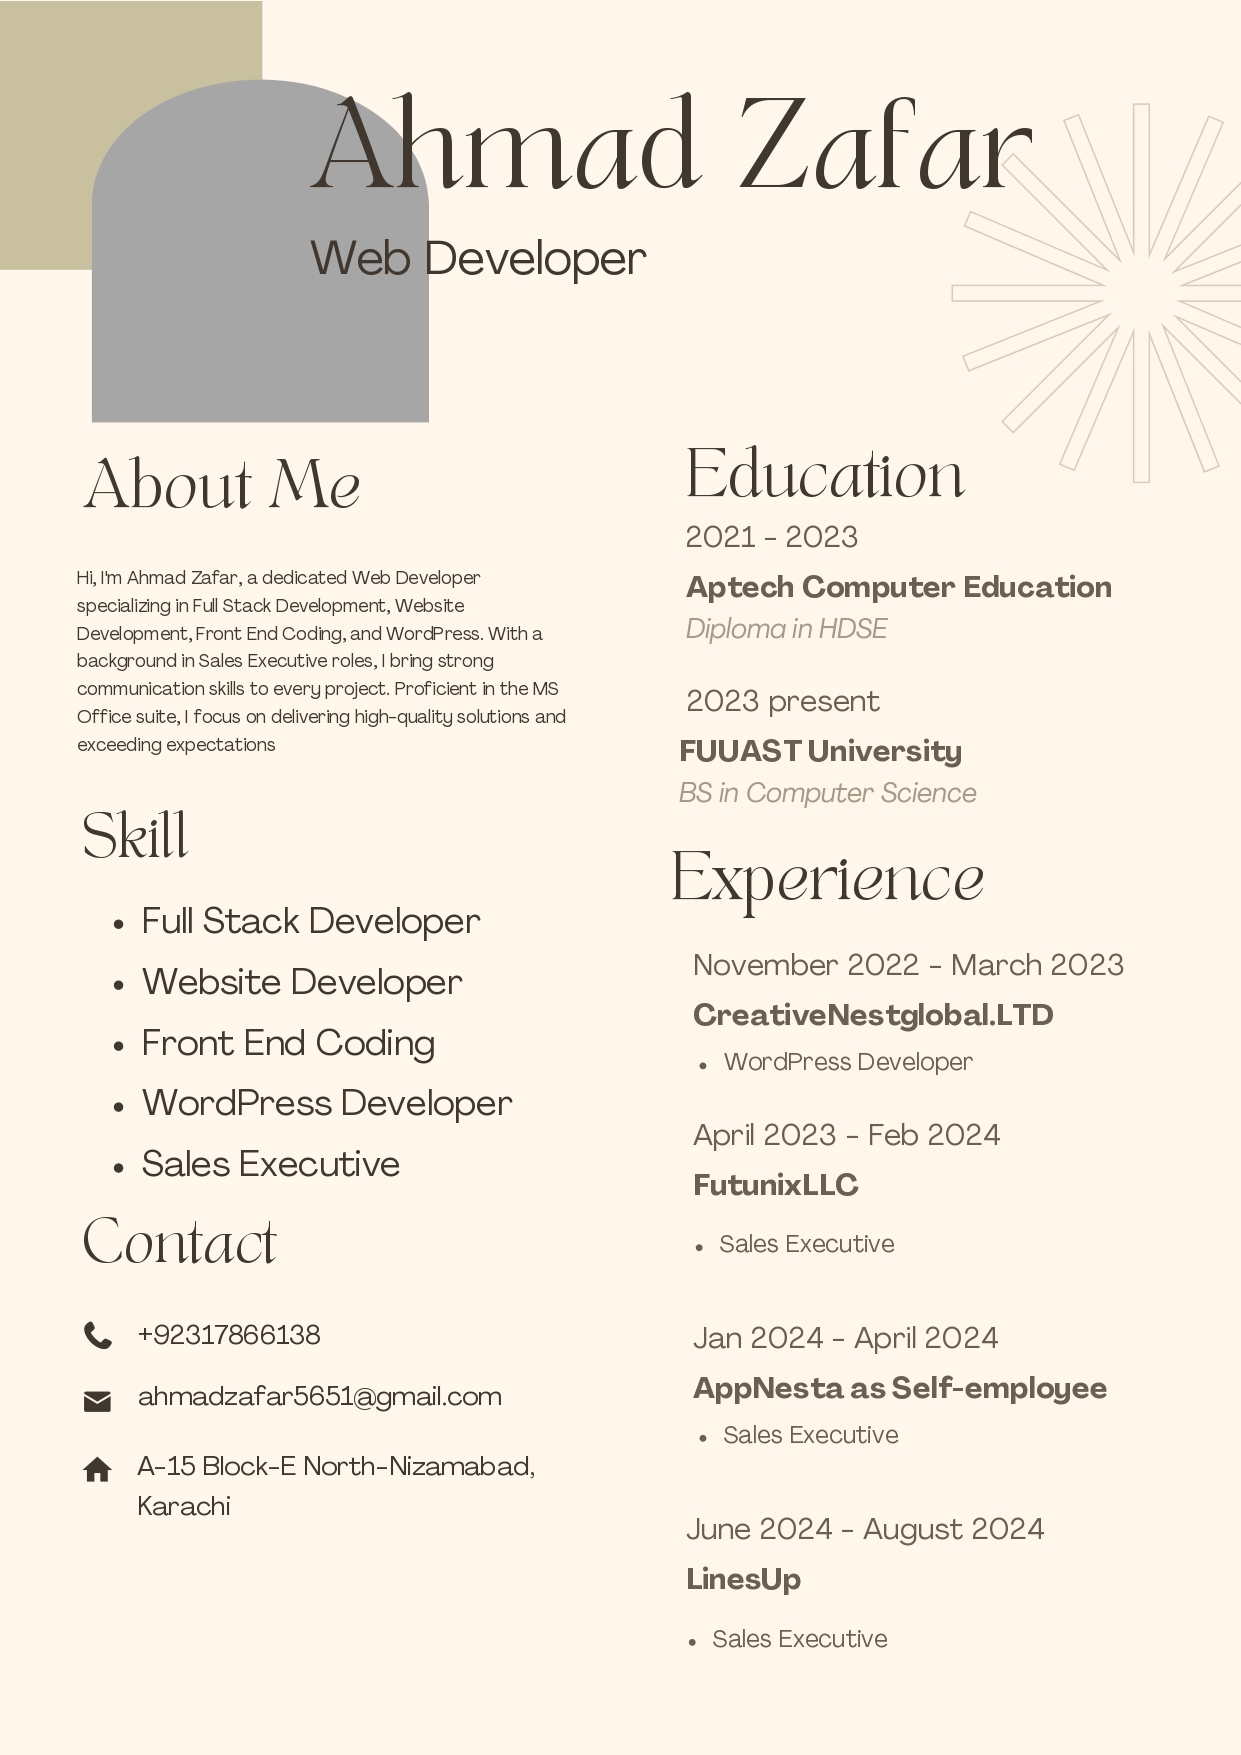 Ahmad Zafar
Web Developer
About Me
Hi, I'm Ahmad Zafar, a dedicated Web Developer
specializing in Full Stack Development, Website
Development, Front End Coding, and WordPress. With a
background in Sales Executive roles, I bring strong
communication skills to every project. Proficient in the MS
Office suite, I focus on delivering high-quality solutions and
exceeding expectations
Skill
• Full Stack Developer
• Website Developer
• Front End Coding
• WordPress Developer
• Sales Executive
Contact
+92317866138
ahmadzafar5651@gmail.com
A-15 Block-E North-Nizamabad,
Karachi
Education
2021 - 2023
Aptech Computer Education
Diploma in HDSE
2023 present
FUUAST University
BS in Computer Science
Experience
November 2022 - March 2023
CreativeNestglobal.LTD
• WordPress Developer
April 2023 - Feb 2024
FutunixLLC
• Sales Executive
Jan 2024 - April 2024
AppNesta as Self-employee
• Sales Executive
June 2024 - August 2024
LinesUp
• Sales Executive